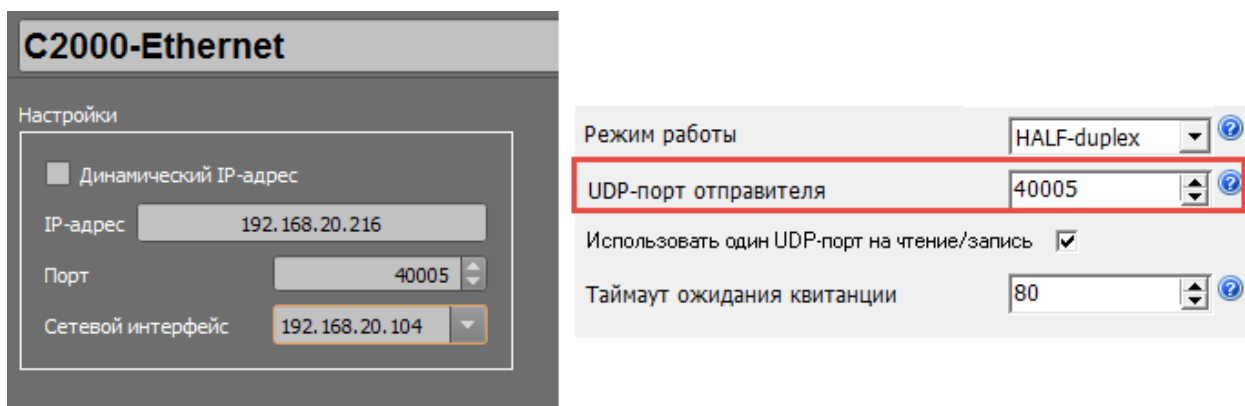 C2000-Ethernet
Настройки
Динамический IP-адрес
IP-адрес 192.168.20.216
Порт 40005
Сетевой интерфейс 192.168.20.104
Режим работы HALF-duplex
UDP-порт отправителя 40005
Использовать один UDP-порт на чтение/запись
Таймаут ожидания квитанции 80